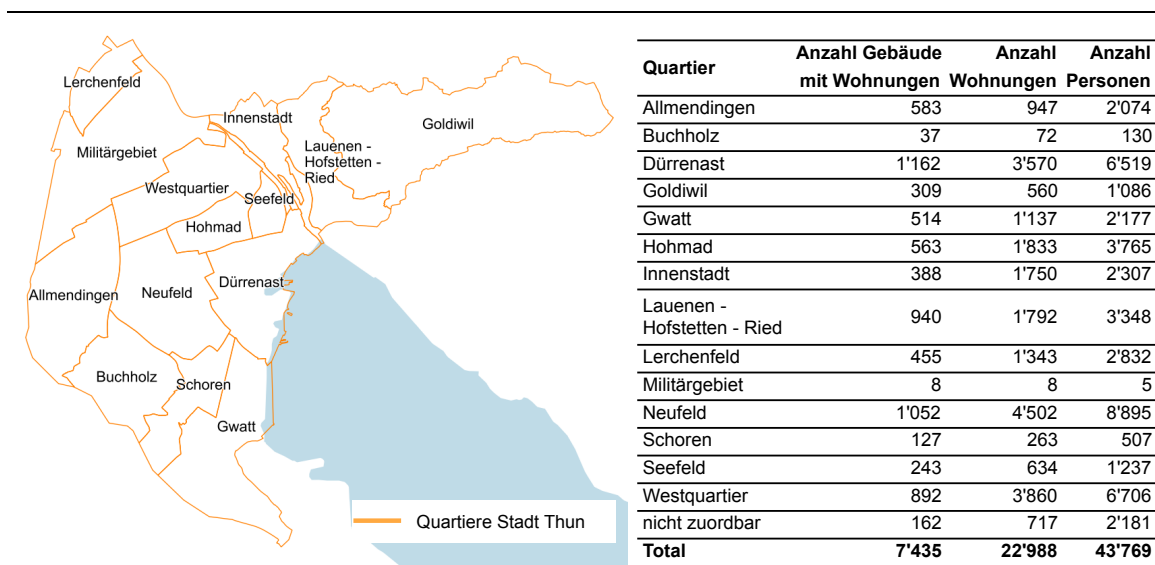 Lerchenfeld
Innenstadt
Goldiwil
Militärgebiet
Lauenen -
Hofstetten -
Ried
Westquartier
Seefeld
Hohmad
Dürrenast
Allmendingen
Neufeld
Buchholz
Schoren
Gwatt
Quartiere Stadt Thun
Quartier Anzahl Gebäude mit Wohnungen Anzahl Wohnungen Anzahl Personen
Allmendingen 583 947 2'074
Buchholz 37 72 130
Dürrenast 1'162 3'570 6'519
Goldiwil 309 560 1'086
Gwatt 514 1'137 2'177
Hohmad 563 1'833 3'765
Innenstadt 388 1'750 2'307
Lauenen -
Hofstetten - Ried 940 1'792 3'348
Lerchenfeld 455 1'343 2'832
Militärgebiet 8 8 5
Neufeld 1'052 4'502 8'895
Schoren 127 263 507
Seefeld 243 634 1'237
Westquartier 892 3'860 6'706
nicht zuordbar 162 717 2'181
Total 7'435 22'988 43'769